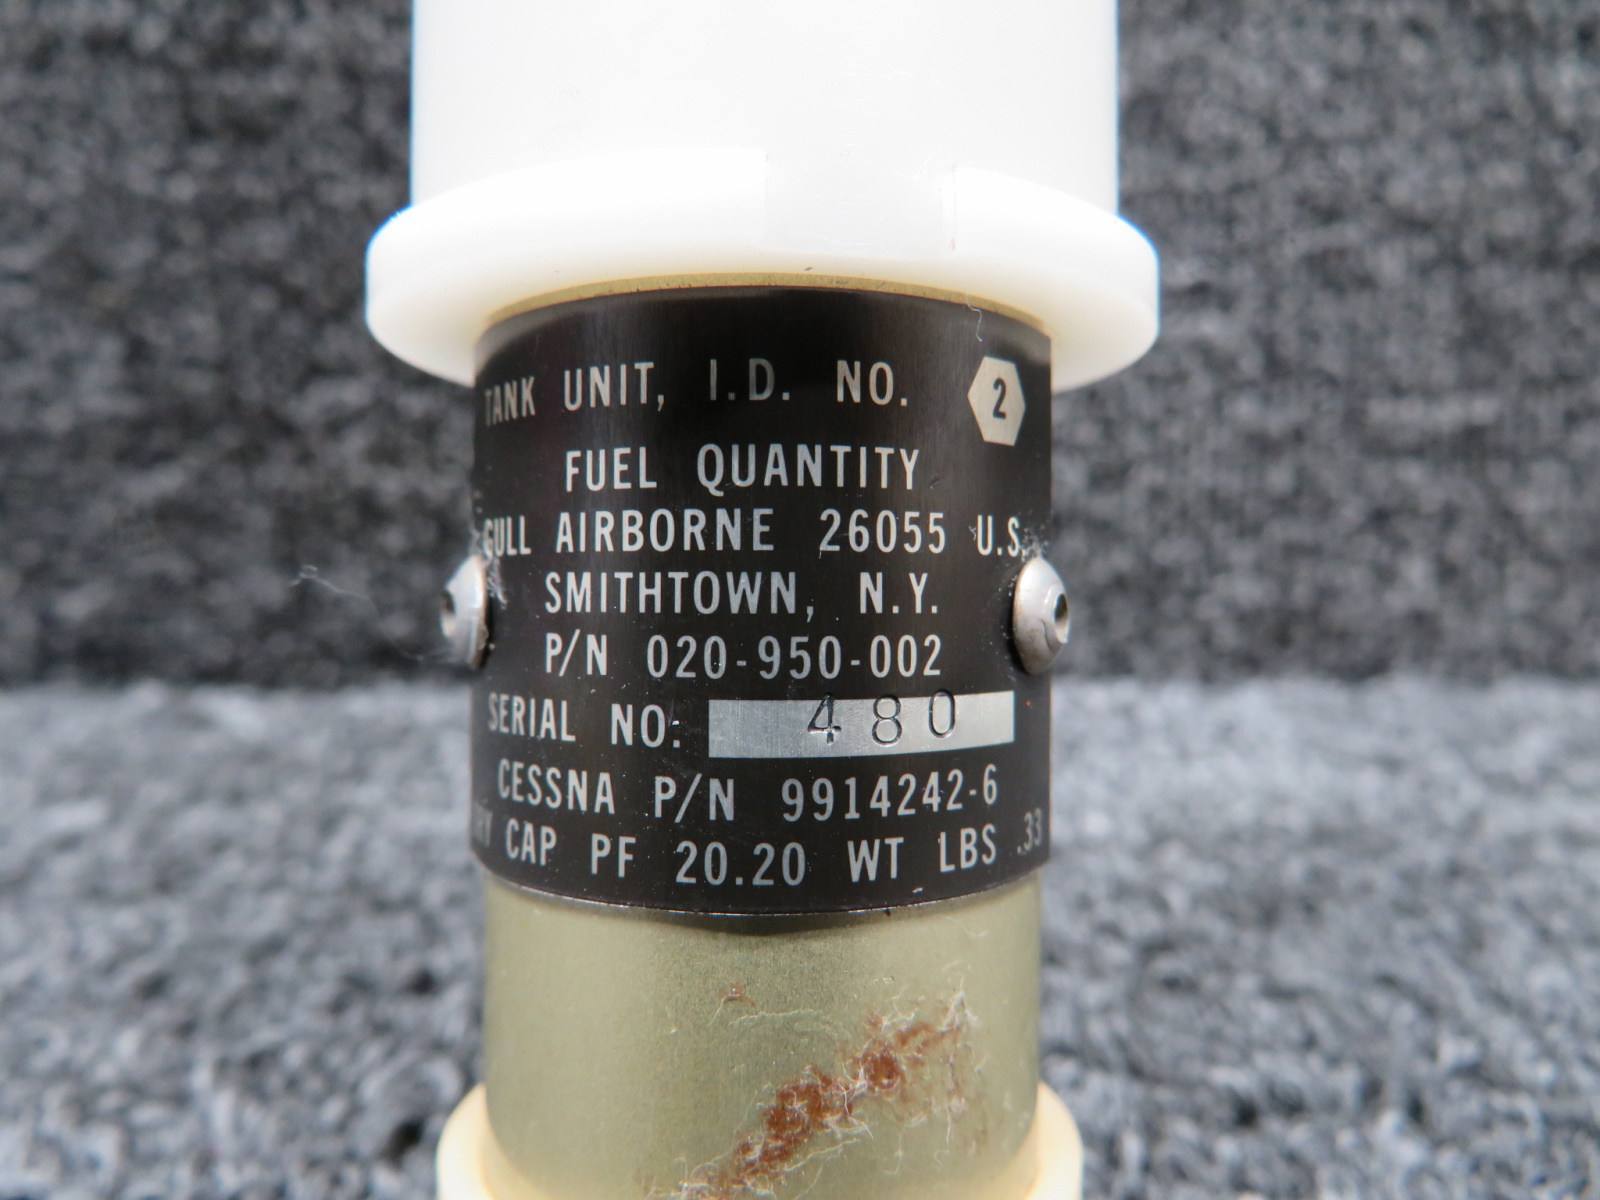 TANK UNIT, I.D. NO. 2
FUEL QUANTITY
GULL AIRBORNE 26055 U.S.
SMITHTOWN, N.Y.
P/N 020-950-002
SERIAL NO: 480
CESSNA P/N 9914242-6
CAP PF 20.20 WT LBS .33